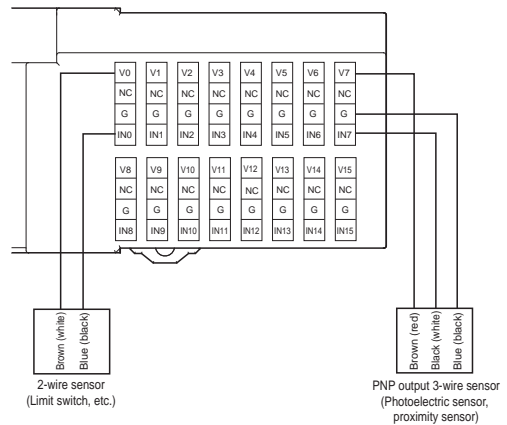 V0 V1 V2 V3 V4 V5 V6 V7
NC NC NC NC NC NC NC NC
G G G G G G G G
IN0 IN1 IN2 IN3 IN4 IN5 IN6 IN7
V8 V9 V10 V11 V12 V13 V14 V15
NC NC NC NC NC NC NC NC
G G G G G G G G
IN8 IN9 IN10 IN11 IN12 IN13 IN14 IN15
Brown (white)
Blue (black)
2-wire sensor
(Limit switch, etc.)
Brown (red)
Black (white)
Blue (black)
PNP output 3-wire sensor
(Photoelectric sensor,
proximity sensor)